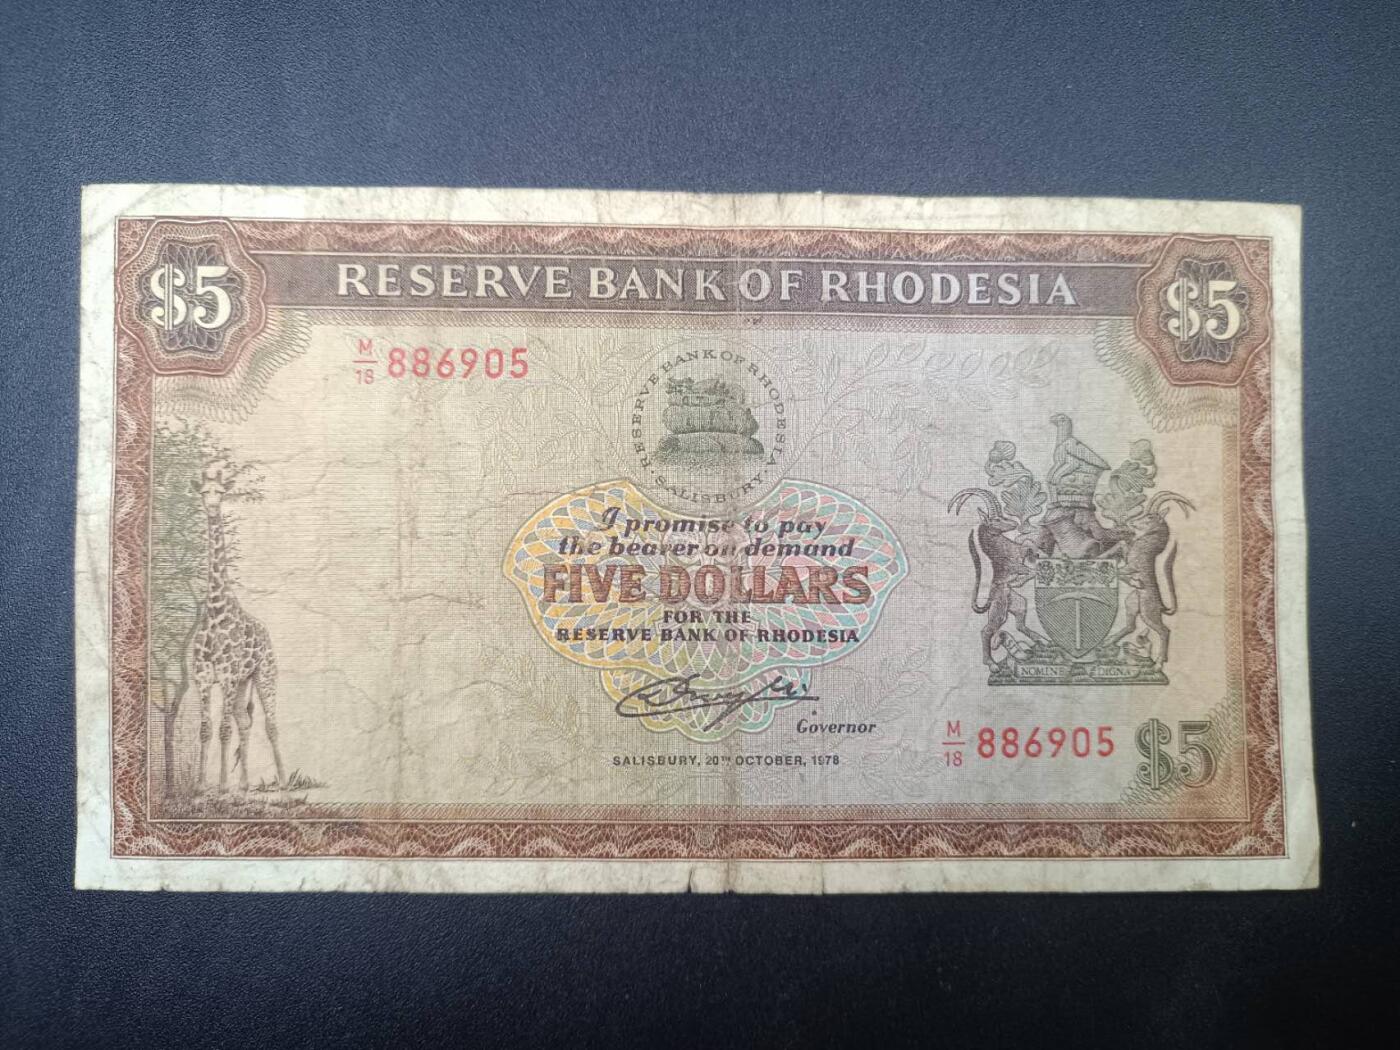 $5
RESERVE BANK OF RHODESIA
$5
M/18 886905
RESERVE BANK OF RHODESIA
· SALISBURY ·
I promise to pay
the bearer on demand
FIVE DOLLARS
FOR THE
RESERVE BANK OF RHODESIA
Governor
SALISBURY, 20TH OCTOBER, 1978
SIT NOMINE DIGNA
M/18 886905
$5